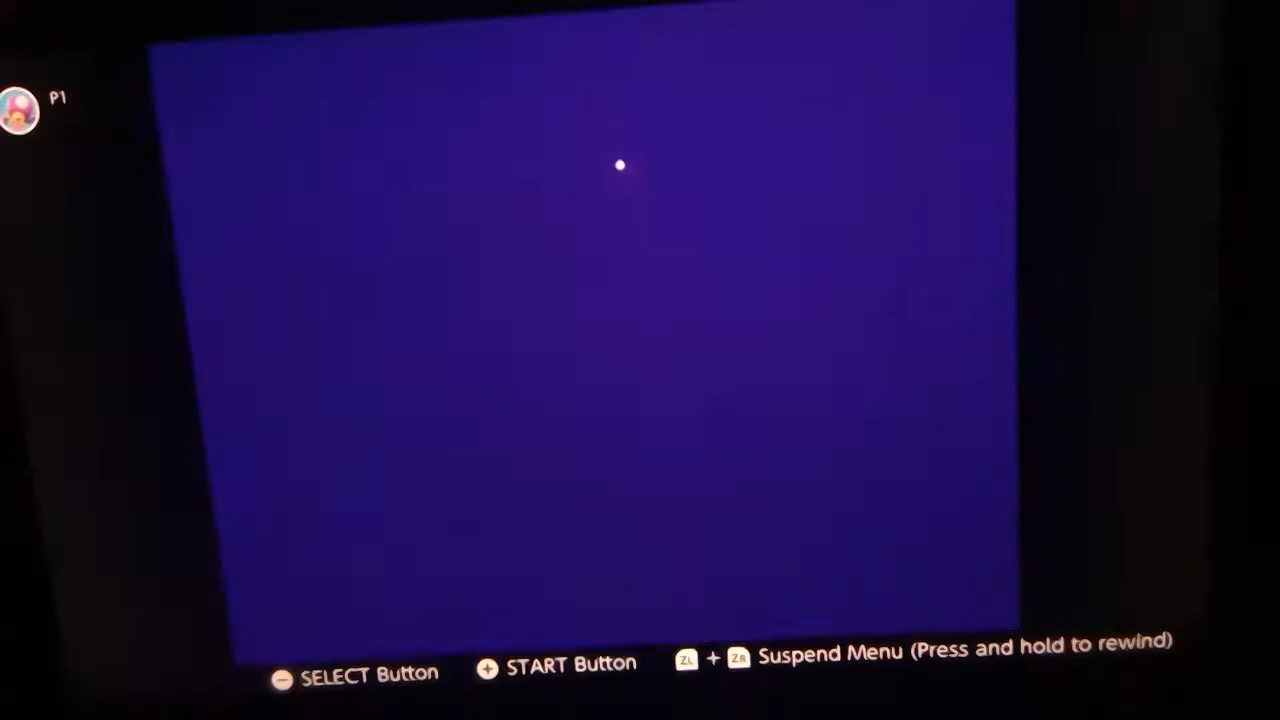 P1
SELECT Button START Button ZL + ZR Suspend Menu (Press and hold to rewind)